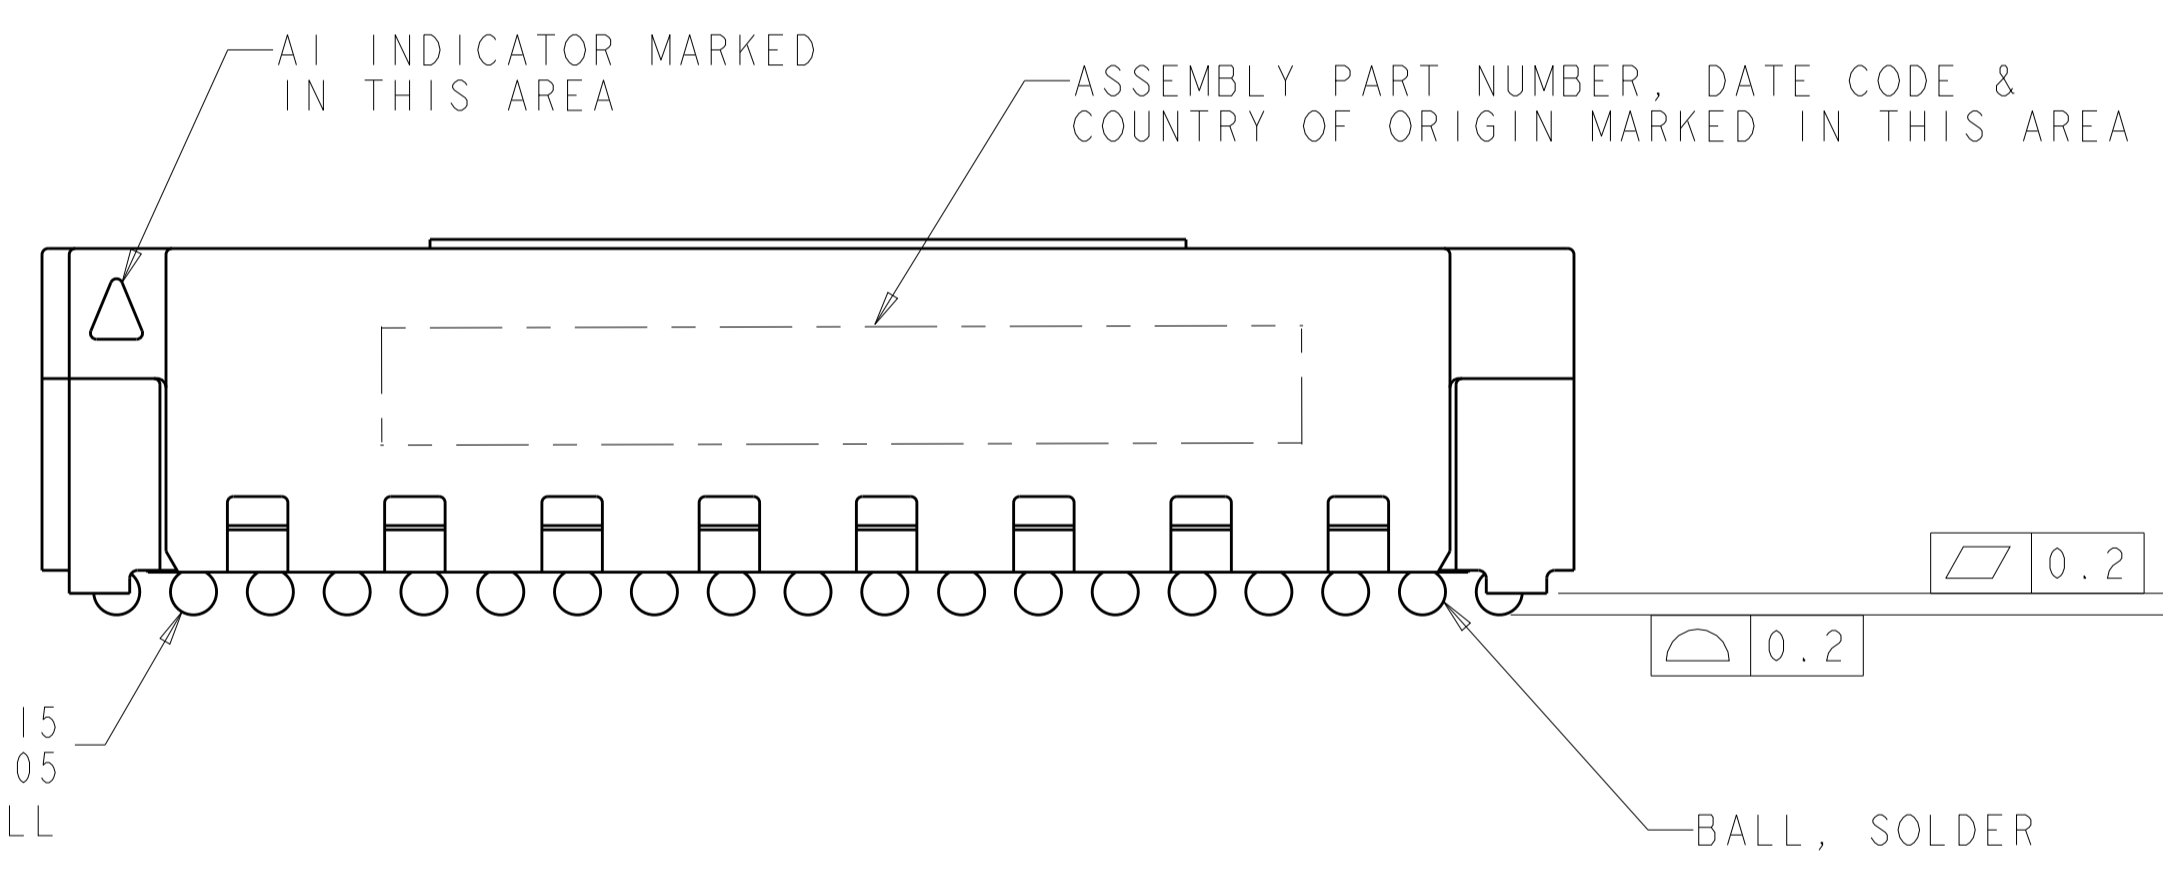 A1 INDICATOR MARKED
IN THIS AREA
ASSEMBLY PART NUMBER, DATE CODE &
COUNTRY OF ORIGIN MARKED IN THIS AREA
0.2
0.2
15
05
LL
BALL, SOLDER